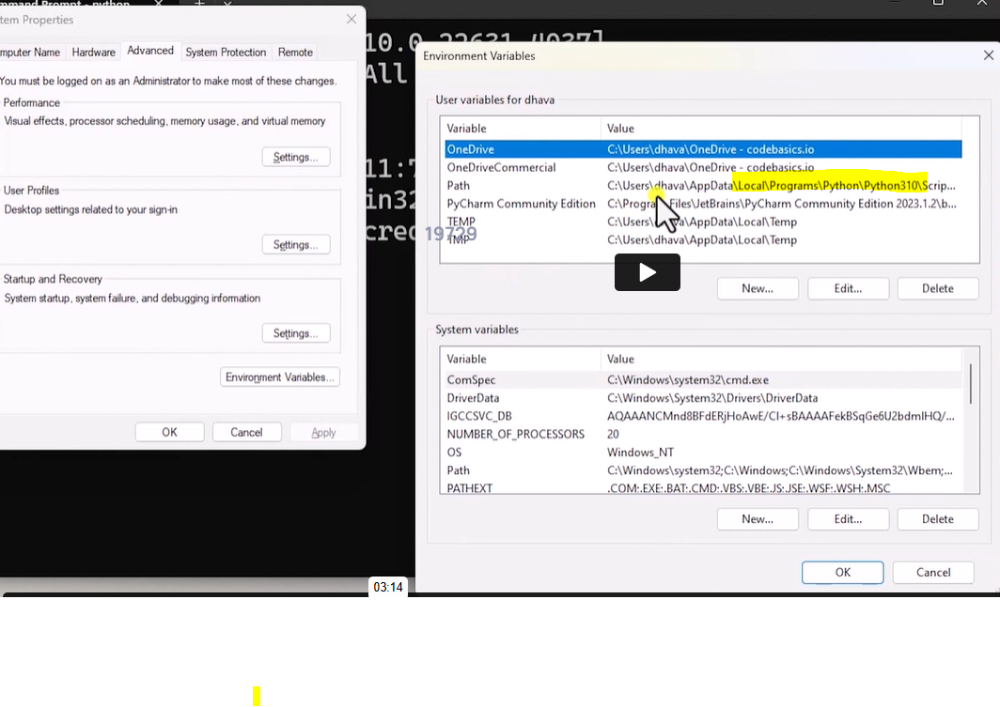 mmand Prompt - python
tem Properties
mputer Name Hardware Advanced System Protection Remote
You must be logged on as an Administrator to make most of these changes.
Performance
Visual effects, processor scheduling, memory usage, and virtual memory
Settings...
User Profiles
Desktop settings related to your sign-in
Settings...
Startup and Recovery
System startup, system failure, and debugging information
Settings...
Environment Variables...
OK Cancel Apply
10.0.22631.4037]
All
11:7
in32
cred
19729
Environment Variables
User variables for dhava
Variable Value
OneDrive C:\Users\dhava\OneDrive - codebasics.io
OneDriveCommercial C:\Users\dhava\OneDrive - codebasics.io
Path C:\Users\dhava\AppData\Local\Programs\Python\Python310\Scrip...
PyCharm Community Edition C:\Program Files\JetBrains\PyCharm Community Edition 2023.1.2\b...
TEMP C:\Users\dhava\AppData\Local\Temp
TMP C:\Users\dhava\AppData\Local\Temp
New... Edit... Delete
System variables
Variable Value
ComSpec C:\Windows\system32\cmd.exe
DriverData C:\Windows\System32\Drivers\DriverData
IGCCSVC_DB AQAAANCMnd8BFdERjHoAwE/Cl+sBAAAAFekBSqGe6U2bdmIHQ/...
NUMBER_OF_PROCESSORS 20
OS Windows_NT
Path C:\Windows\system32;C:\Windows;C:\Windows\System32\Wbem;...
PATHEXT .COM;.EXE;.BAT;.CMD;.VBS;.VBE;.JS;.JSE;.WSF;.WSH;.MSC
New... Edit... Delete
OK Cancel
03:14